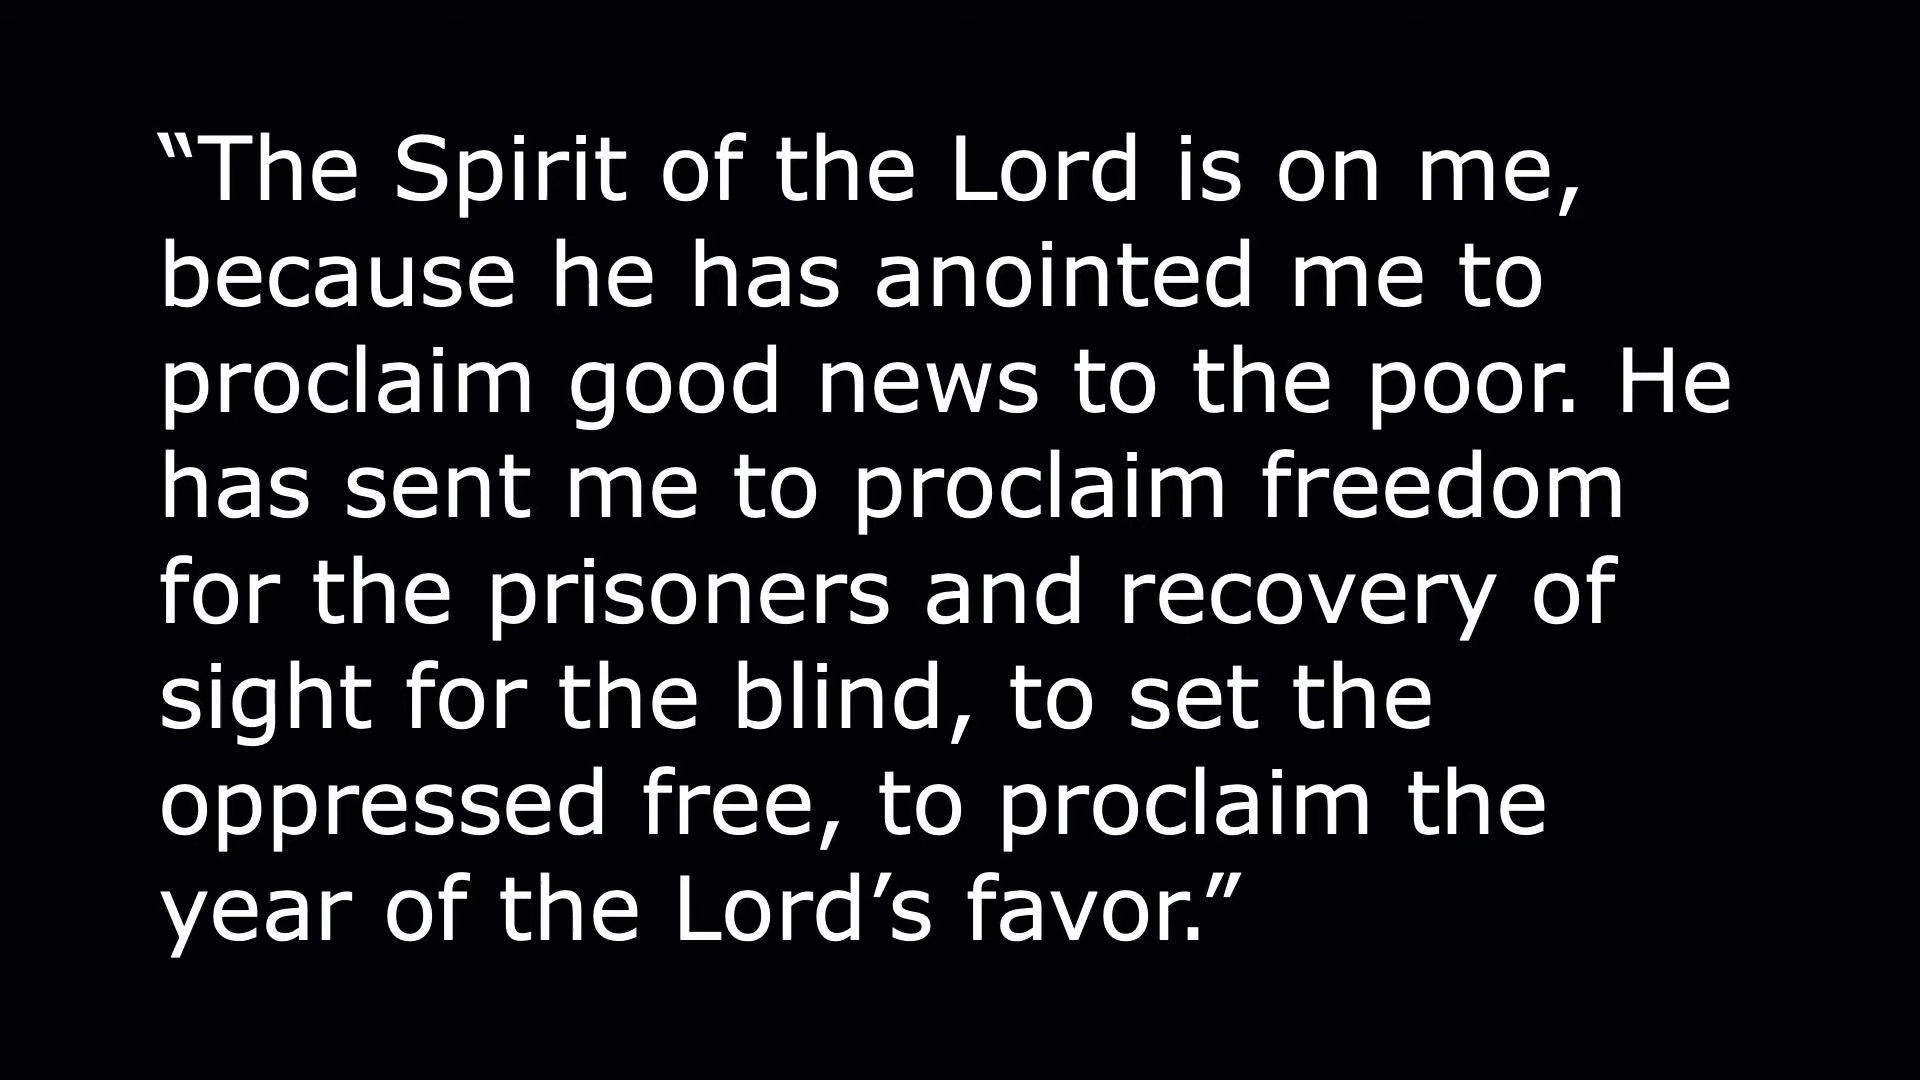 “The Spirit of the Lord is on me,
because he has anointed me to
proclaim good news to the poor. He
has sent me to proclaim freedom
for the prisoners and recovery of
sight for the blind, to set the
oppressed free, to proclaim the
year of the Lord’s favor.”